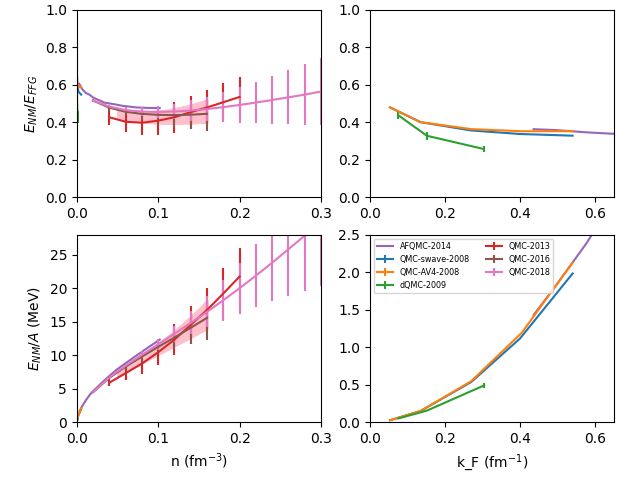 1.0
0.8
0.6
0.4
0.2
0.0
E_NM/E_FFG
0.0 0.1 0.2 0.3
1.0
0.8
0.6
0.4
0.2
0.0
0.0 0.2 0.4 0.6
25
20
15
10
5
0
E_NM/A (MeV)
0.0 0.1 0.2 0.3
n (fm⁻³)
2.5
2.0
1.5
1.0
0.5
0.0
AFQMC-2014
QMC-swave-2008
QMC-AV4-2008
dQMC-2009
QMC-2013
QMC-2016
QMC-2018
0.0 0.2 0.4 0.6
k_F (fm⁻¹)